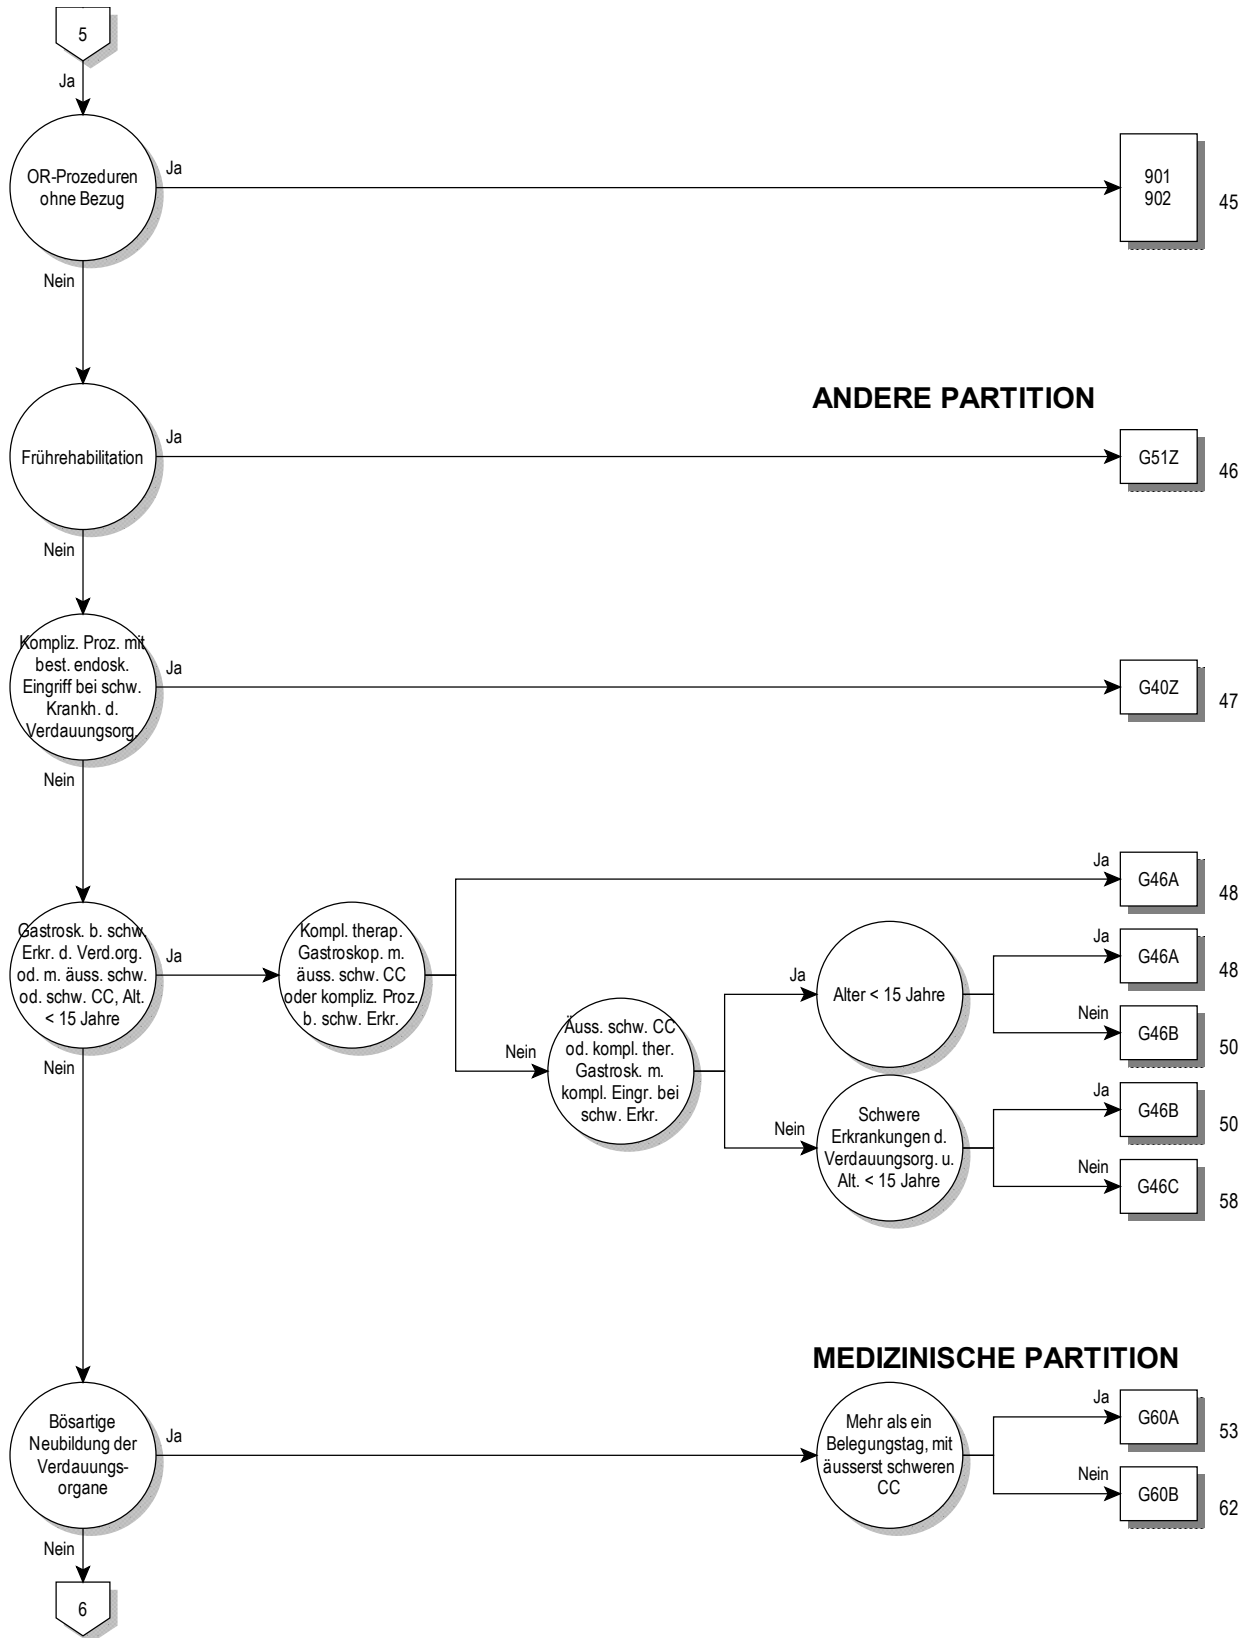 5
Ja
OR-Prozeduren
ohne Bezug
Ja
901
902
45
Nein
ANDERE PARTITION
Frührehabilitation
Ja
G51Z
46
Nein
Kompliz. Proz. mit
best. endosk.
Eingriff bei schw.
Krankh. d.
Verdauungsorg.
Ja
G40Z
47
Nein
Gastrosk. b. schw.
Erkr. d. Verd.org.
od. m. äuss. schw.
od. schw. CC, Alt.
< 15 Jahre
Ja
Kompl. therap.
Gastroskop. m.
äuss. schw. CC
oder kompliz. Proz.
b. schw. Erkr.
Ja
G46A
48
Nein
Äuss. schw. CC
od. kompl. ther.
Gastrosk. m.
kompl. Eingr. bei
schw. Erkr.
Ja
Alter < 15 Jahre
Ja
G46A
48
Nein
G46B
50
Nein
Schwere
Erkrankungen d.
Verdauungsorg. u.
Alt. < 15 Jahre
Ja
G46B
50
Nein
G46C
58
Nein
MEDIZINISCHE PARTITION
Bösartige
Neubildung der
Verdauungs-
organe
Ja
Mehr als ein
Belegungstag, mit
äusserst schweren
CC
Ja
G60A
53
Nein
G60B
62
Nein
6